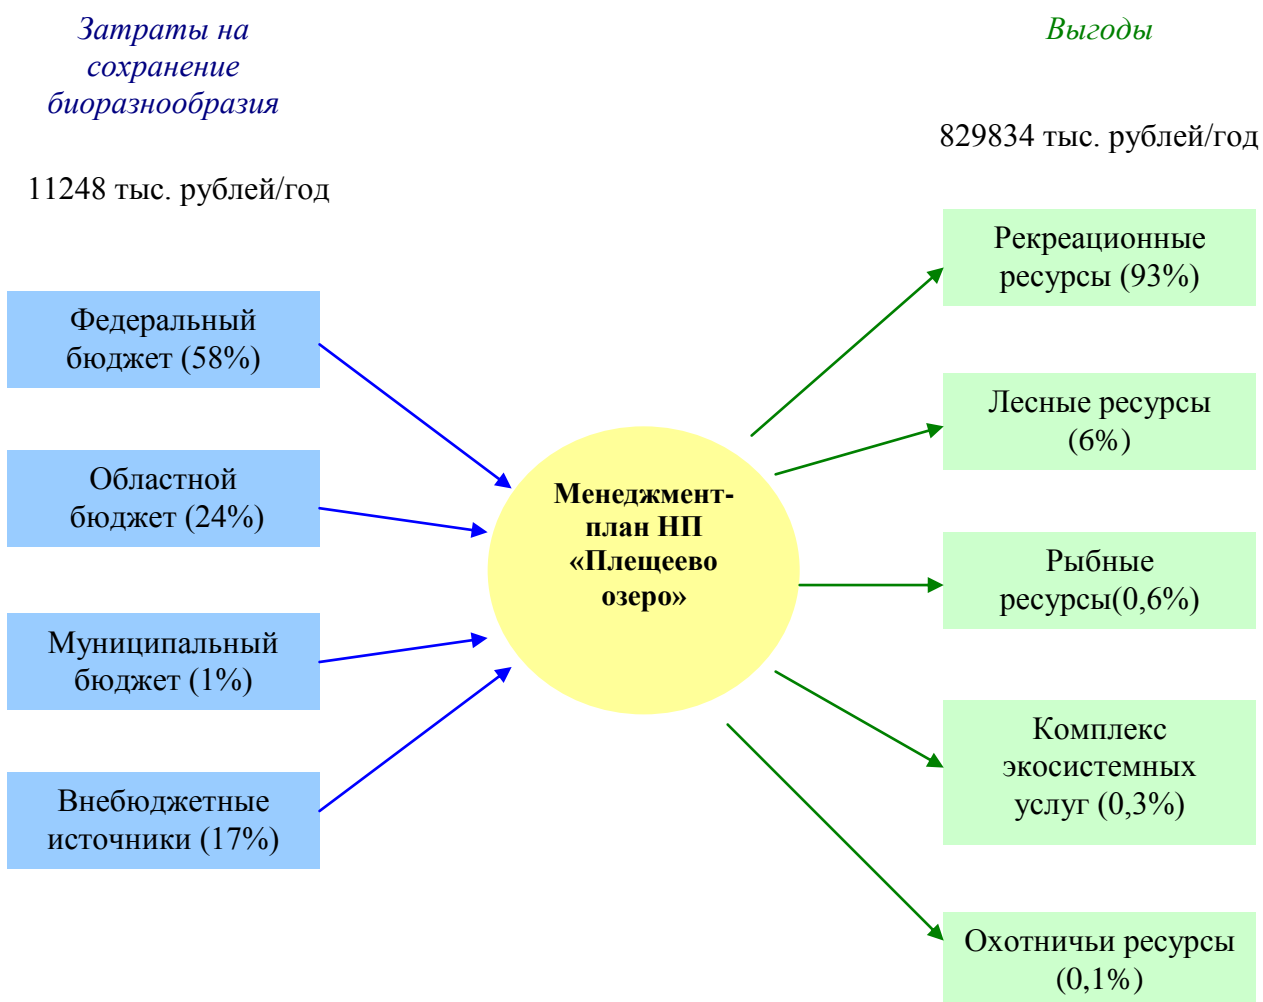 Затраты на
сохранение
биоразнообразия
11248 тыс. рублей/год
Федеральный
бюджет (58%)
Областной
бюджет (24%)
Муниципальный
бюджет (1%)
Внебюджетные
источники (17%)
Менеджмент-
план НП
«Плещеево
озеро»
Выгоды
829834 тыс. рублей/год
Рекреационные
ресурсы (93%)
Лесные ресурсы
(6%)
Рыбные
ресурсы(0,6%)
Комплекс
экосистемных
услуг (0,3%)
Охотничьи ресурсы
(0,1%)